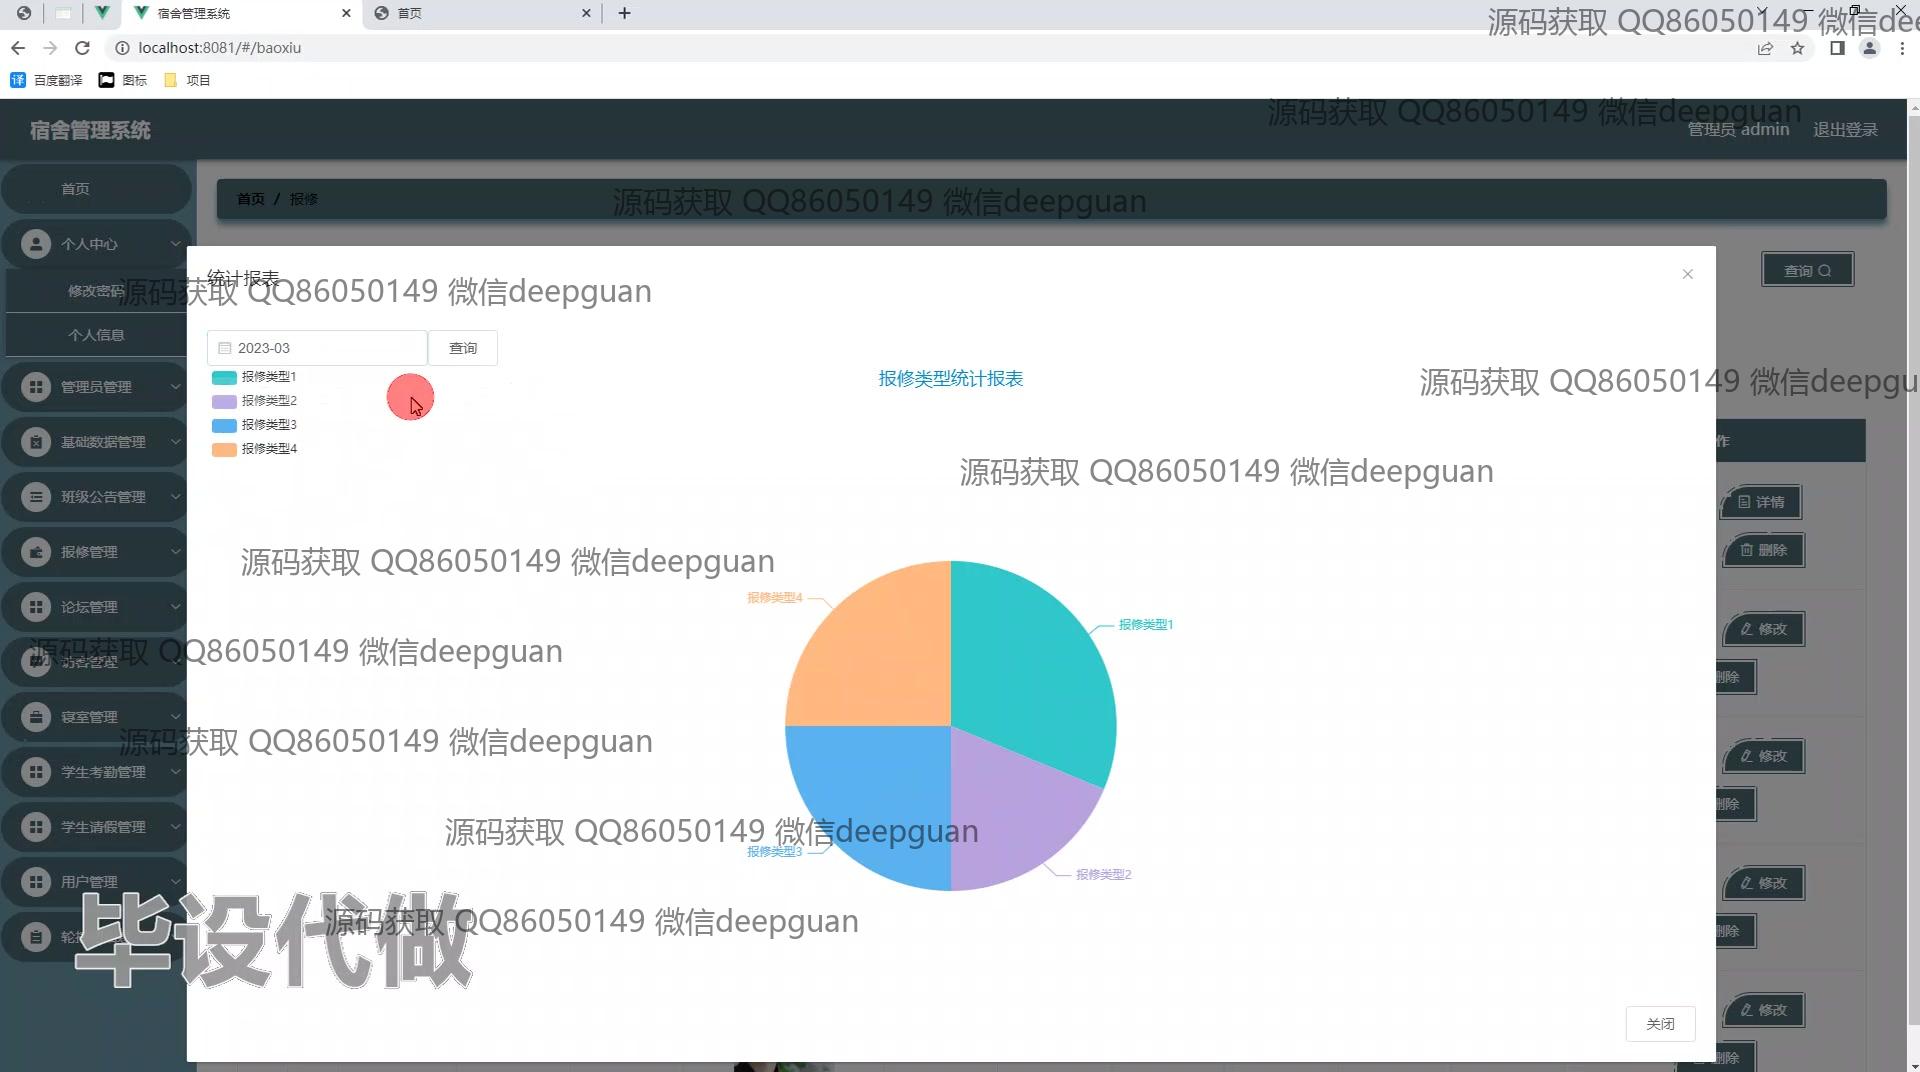 宿舍管理系统
首页
源码获取 QQ86050149 微信dee
localhost:8081/#/baoxiu
百度翻译
图标
项目
源码获取 QQ86050149 微信deepguan
宿舍管理系统
管理员 admin
退出登录
首页
首页 / 报修
源码获取 QQ86050149 微信deepguan
个人中心
修改密码
个人信息
管理员管理
基础数据管理
班级公告管理
报修管理
论坛管理
寝室管理
学生考勤管理
学生请假管理
用户管理
统计报表
查询
源码获取 QQ86050149 微信deepguan
2023-03
查询
报修类型1
报修类型2
报修类型3
报修类型4
报修类型统计报表
源码获取 QQ86050149 微信deepgu
源码获取 QQ86050149 微信deepguan
作
详情
删除
源码获取 QQ86050149 微信deepguan
报修类型4
报修类型1
修改
源码获取 QQ86050149 微信deepguan
删除
源码获取 QQ86050149 微信deepguan
修改
删除
源码获取 QQ86050149 微信deepguan
报修类型3
报修类型2
修改
源码获取 QQ86050149 微信deepguan
删除
毕设代做
修改
关闭
删除